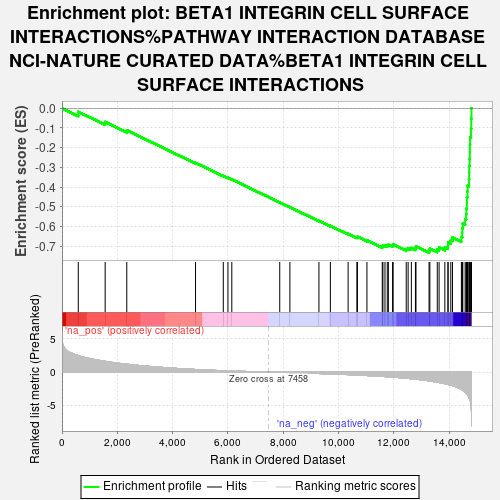 Enrichment plot: BETA1 INTEGRIN CELL SURFACE
INTERACTIONS%PATHWAY INTERACTION DATABASE
NCI-NATURE CURATED DATA%BETA1 INTEGRIN CELL
SURFACE INTERACTIONS
Enrichment score (ES)
0.0
-0.1
-0.2
-0.3
-0.4
-0.5
-0.6
-0.7
'na_pos' (positively correlated)
Ranked list metric (PreRanked)
5
0
-5
Zero cross at 7458
'na_neg' (negatively correlated)
0
2,000
4,000
6,000
8,000
10,000
12,000
14,000
Rank in Ordered Dataset
Enrichment profile
Hits
Ranking metric scores